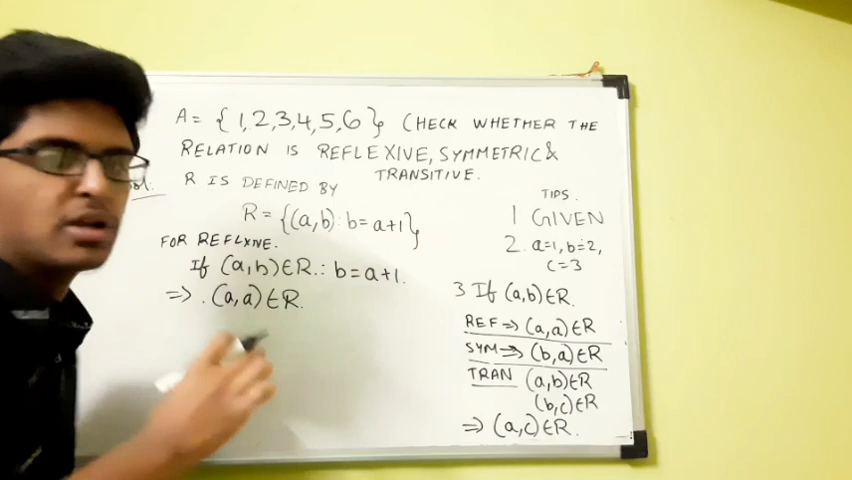 A = { 1,2,3,4,5,6 } CHECK WHETHER THE
RELATION IS REFLEXIVE, SYMMETRIC &
TRANSITIVE.
Sol:
R IS DEFINED BY
R = {(a,b) : b = a+1}
FOR REFLXIVE.
If (a,b) ∈ R. : b = a+1.
=> . (a,a) ∈ R.
TIPS.
1 GIVEN
2. a=1, b=2,
c=3
3 If (a,b) ∈ R.
REF => (a,a) ∈ R
SYM => (b,a) ∈ R
TRAN (a,b) ∈ R
(b,c) ∈ R
=> (a,c) ∈ R.